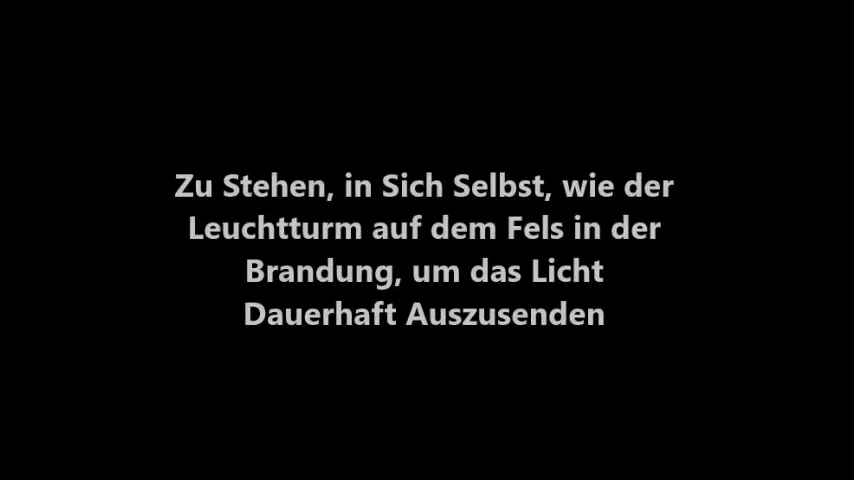 Zu Stehen, in Sich Selbst, wie der
Leuchtturm auf dem Fels in der
Brandung, um das Licht
Dauerhaft Auszusenden